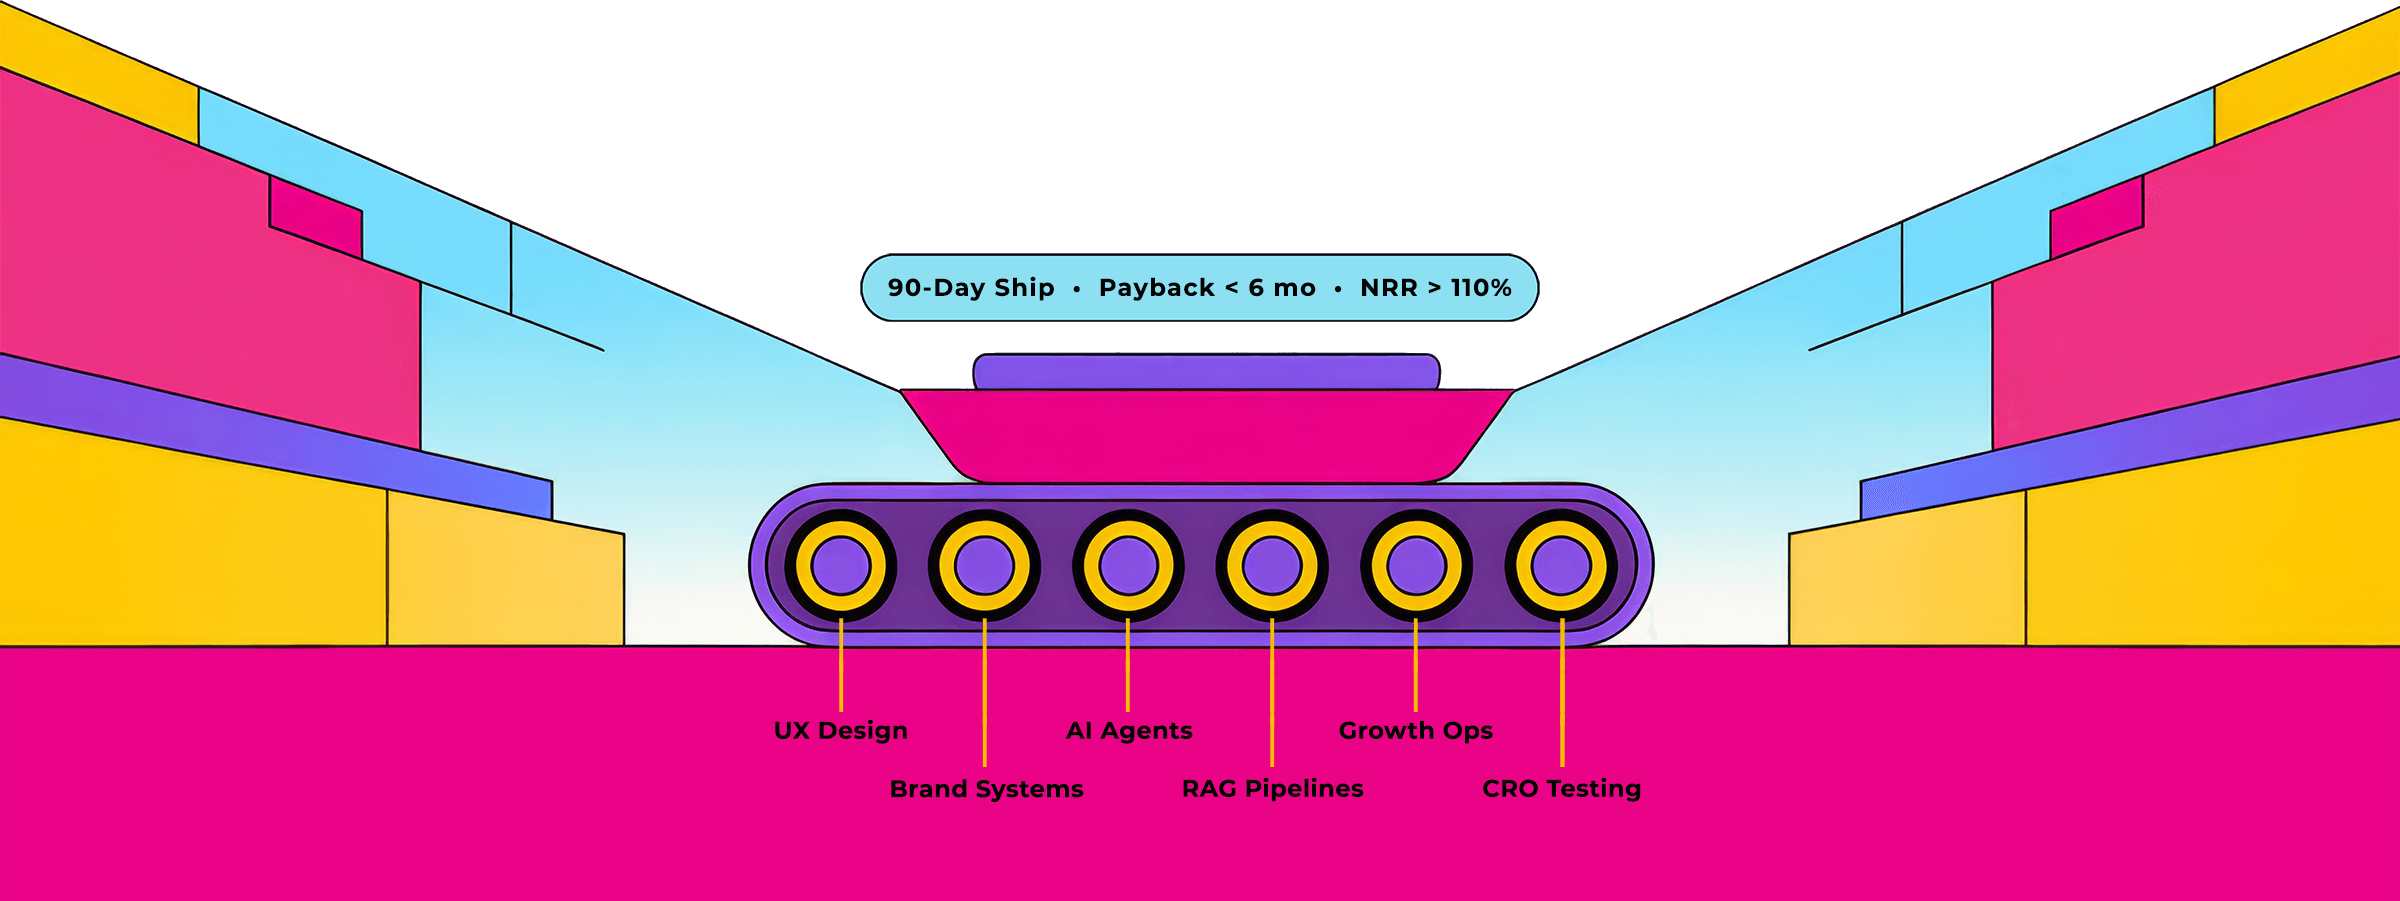 90-Day Ship • Payback < 6 mo • NRR > 110%
UX Design
AI Agents
Growth Ops
Brand Systems
RAG Pipelines
CRO Testing